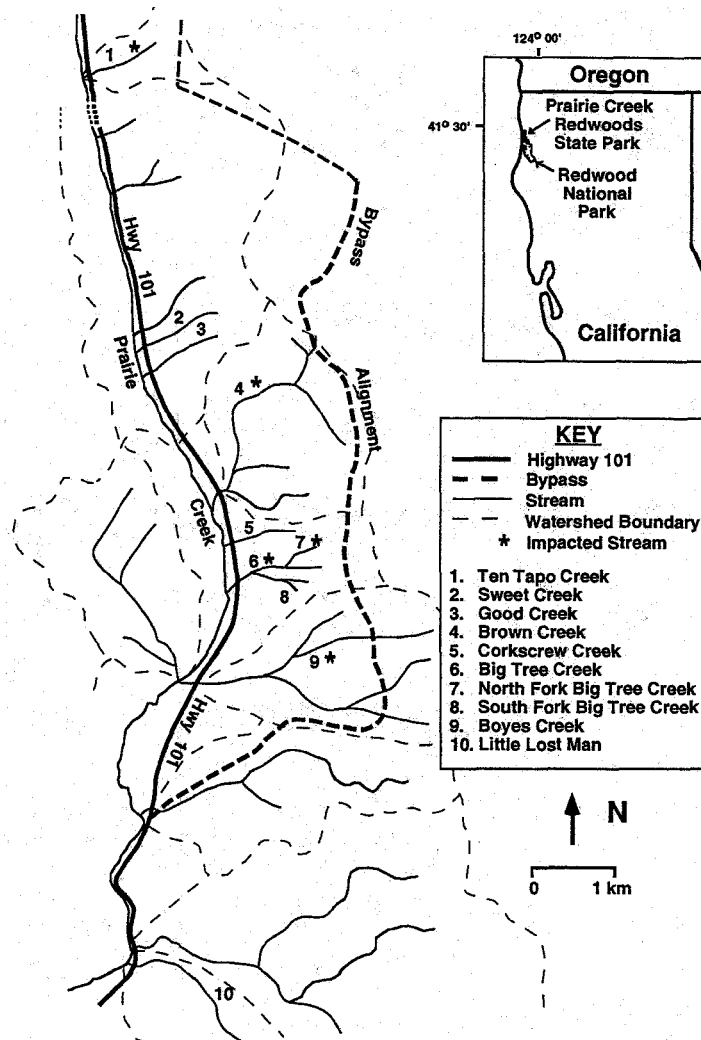 1 *
Hwy
101
Bypass
2
3
Prairie
4 *
Alignment
Creek
5
7 *
6 *
8
9 *
Hwy 101
10
124° 00'
41° 30'
Oregon
Prairie Creek
Redwoods
State Park
Redwood
National
Park
California
KEY
Highway 101
Bypass
Stream
Watershed Boundary
* Impacted Stream
1. Ten Tapo Creek
2. Sweet Creek
3. Good Creek
4. Brown Creek
5. Corkscrew Creek
6. Big Tree Creek
7. North Fork Big Tree Creek
8. South Fork Big Tree Creek
9. Boyes Creek
10. Little Lost Man
N
0 1 km